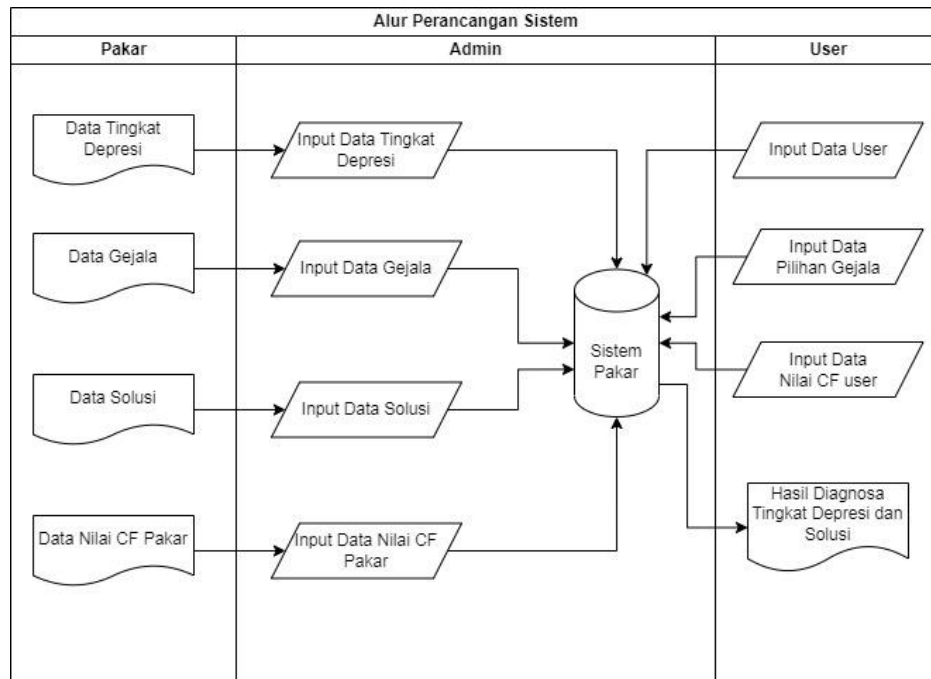 Alur Perancangan Sistem
Pakar
Admin
User
Data Tingkat
Depresi
Input Data Tingkat
Depresi
Input Data User
Data Gejala
Input Data Gejala
Input Data
Pilihan Gejala
Sistem
Pakar
Input Data
Nilai CF user
Data Solusi
Input Data Solusi
Hasil Diagnosa
Tingkat Depresi dan
Solusi
Data Nilai CF Pakar
Input Data Nilai CF
Pakar